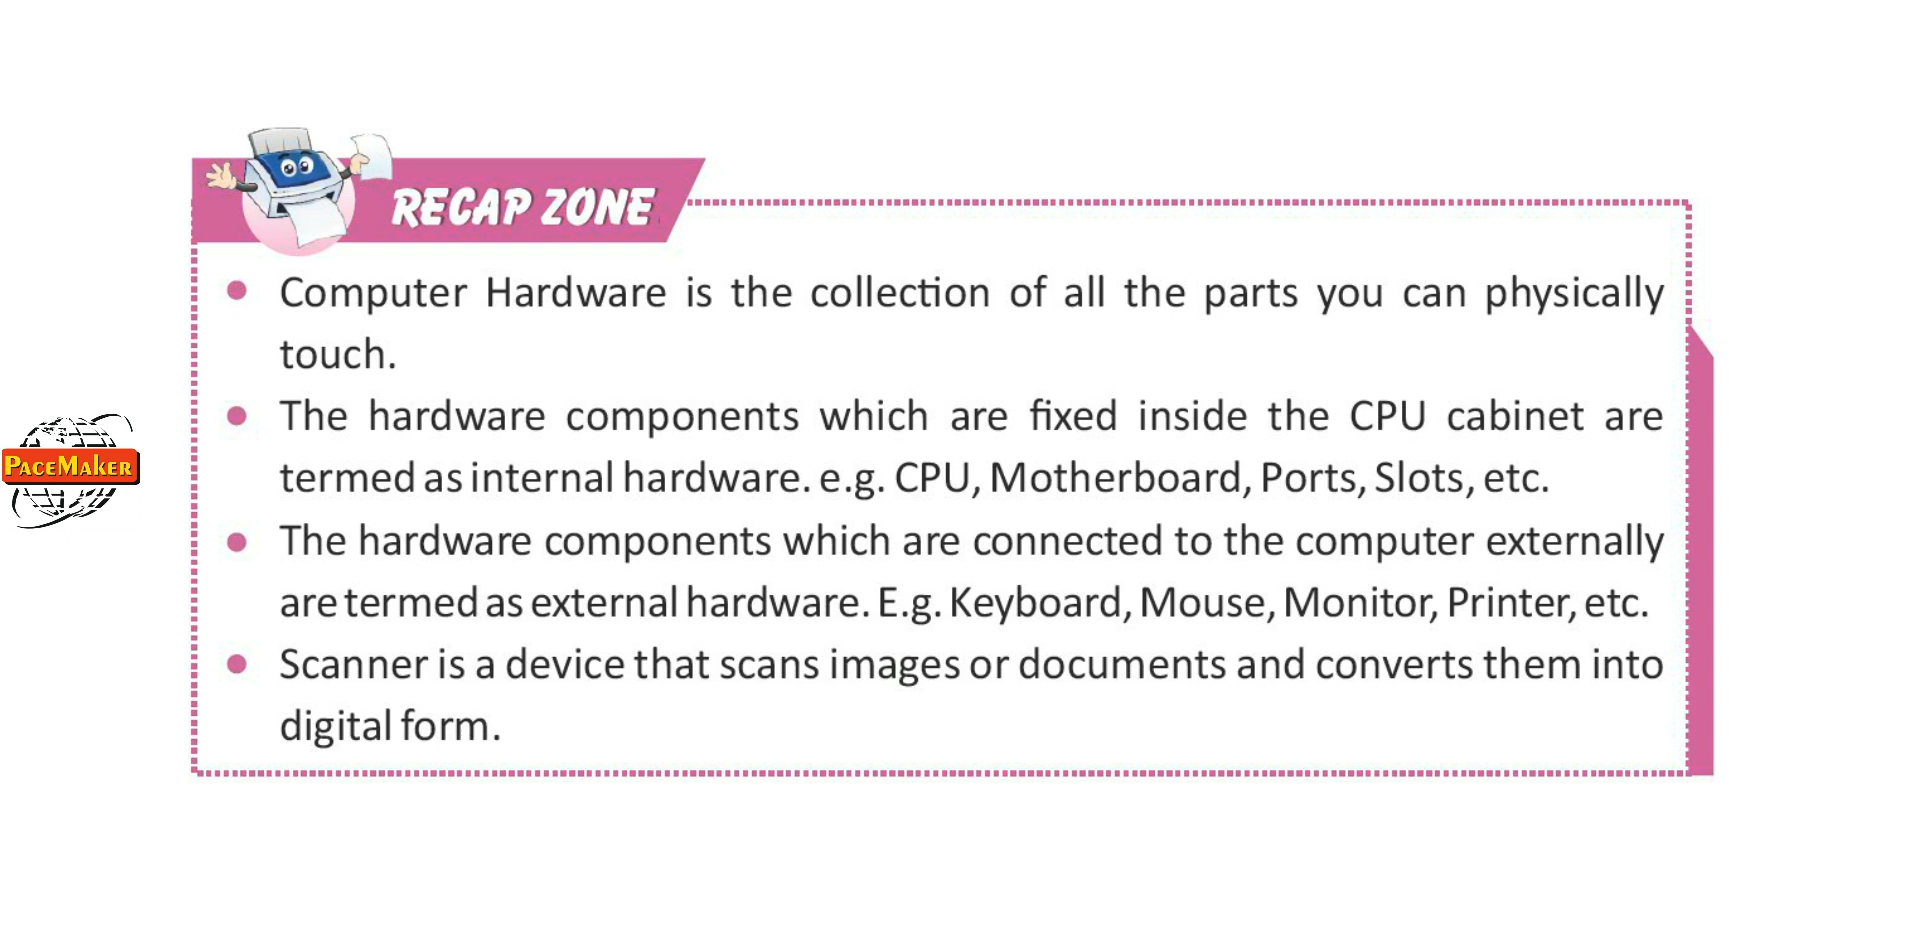 RECAP ZONE
• Computer Hardware is the collection of all the parts you can physically
touch.
• The hardware components which are fixed inside the CPU cabinet are
termed as internal hardware. e.g. CPU, Motherboard, Ports, Slots, etc.
PACEMAKER
• The hardware components which are connected to the computer externally
are termed as external hardware. E.g. Keyboard, Mouse, Monitor, Printer, etc.
• Scanner is a device that scans images or documents and converts them into
digital form.